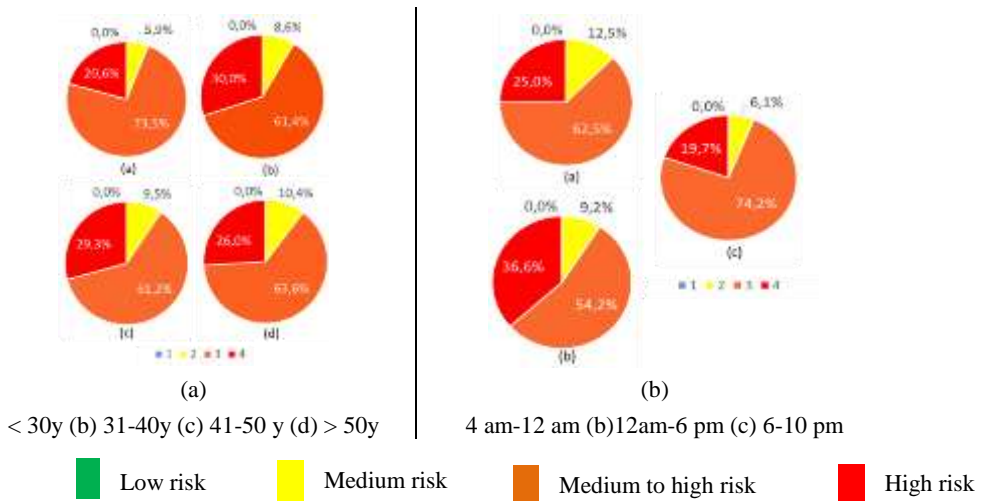 0,0% 5,9%
20,6%
73,5%
(a)
0,0% 8,6%
30,0%
61,4%
(b)
0,0% 9,5%
29,3%
61,2%
(c)
0,0% 10,4%
26,0%
63,6%
(d)
1 2 3 4
(a)
< 30y (b) 31-40y (c) 41-50 y (d) > 50y
0,0% 12,5%
25,0%
62,5%
(a)
0,0% 6,1%
19,7%
74,2%
(c)
1 2 3 4
0,0% 9,2%
36,6%
54,2%
(b)
(b)
4 am-12 am (b)12am-6 pm (c) 6-10 pm
Low risk
Medium risk
Medium to high risk
High risk